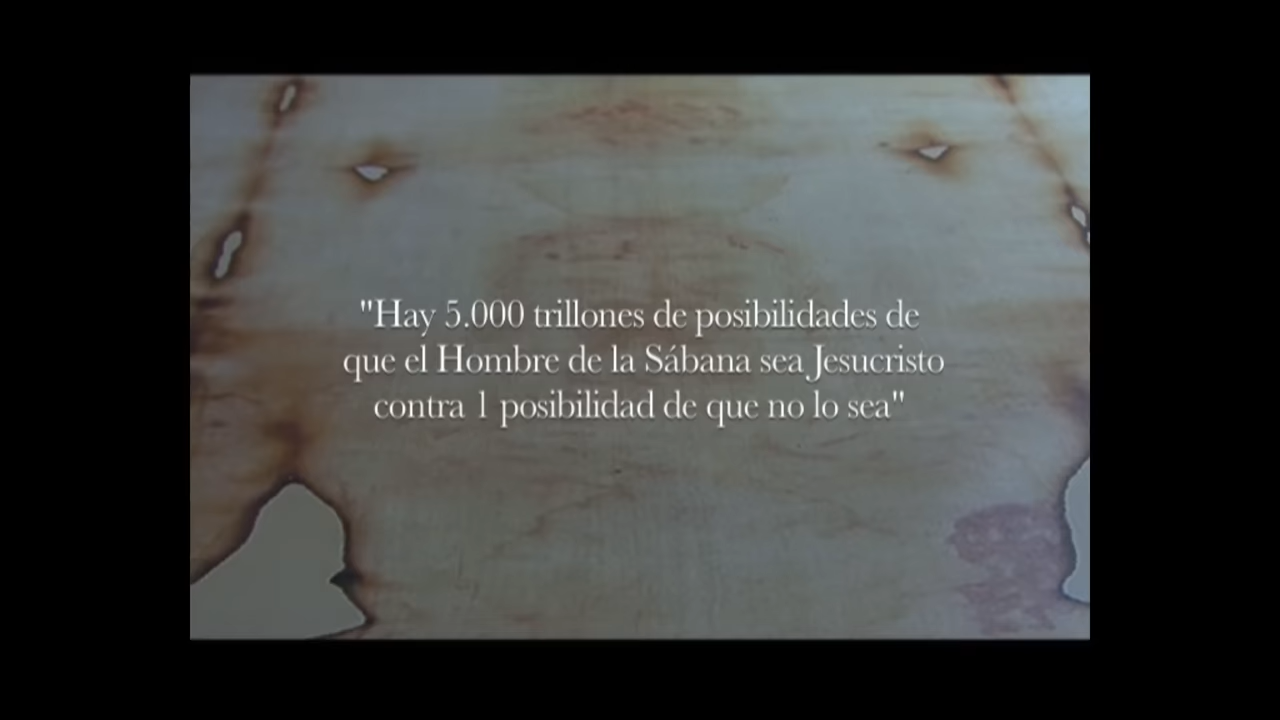 "Hay 5.000 trillones de posibilidades de
que el Hombre de la Sábana sea Jesucristo
contra 1 posibilidad de que no lo sea"